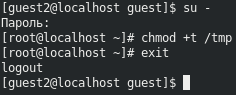 [guest2@localhost guest]$ su -
Пароль:
[root@localhost ~]# chmod +t /tmp
[root@localhost ~]# exit
logout
[guest2@localhost guest]$